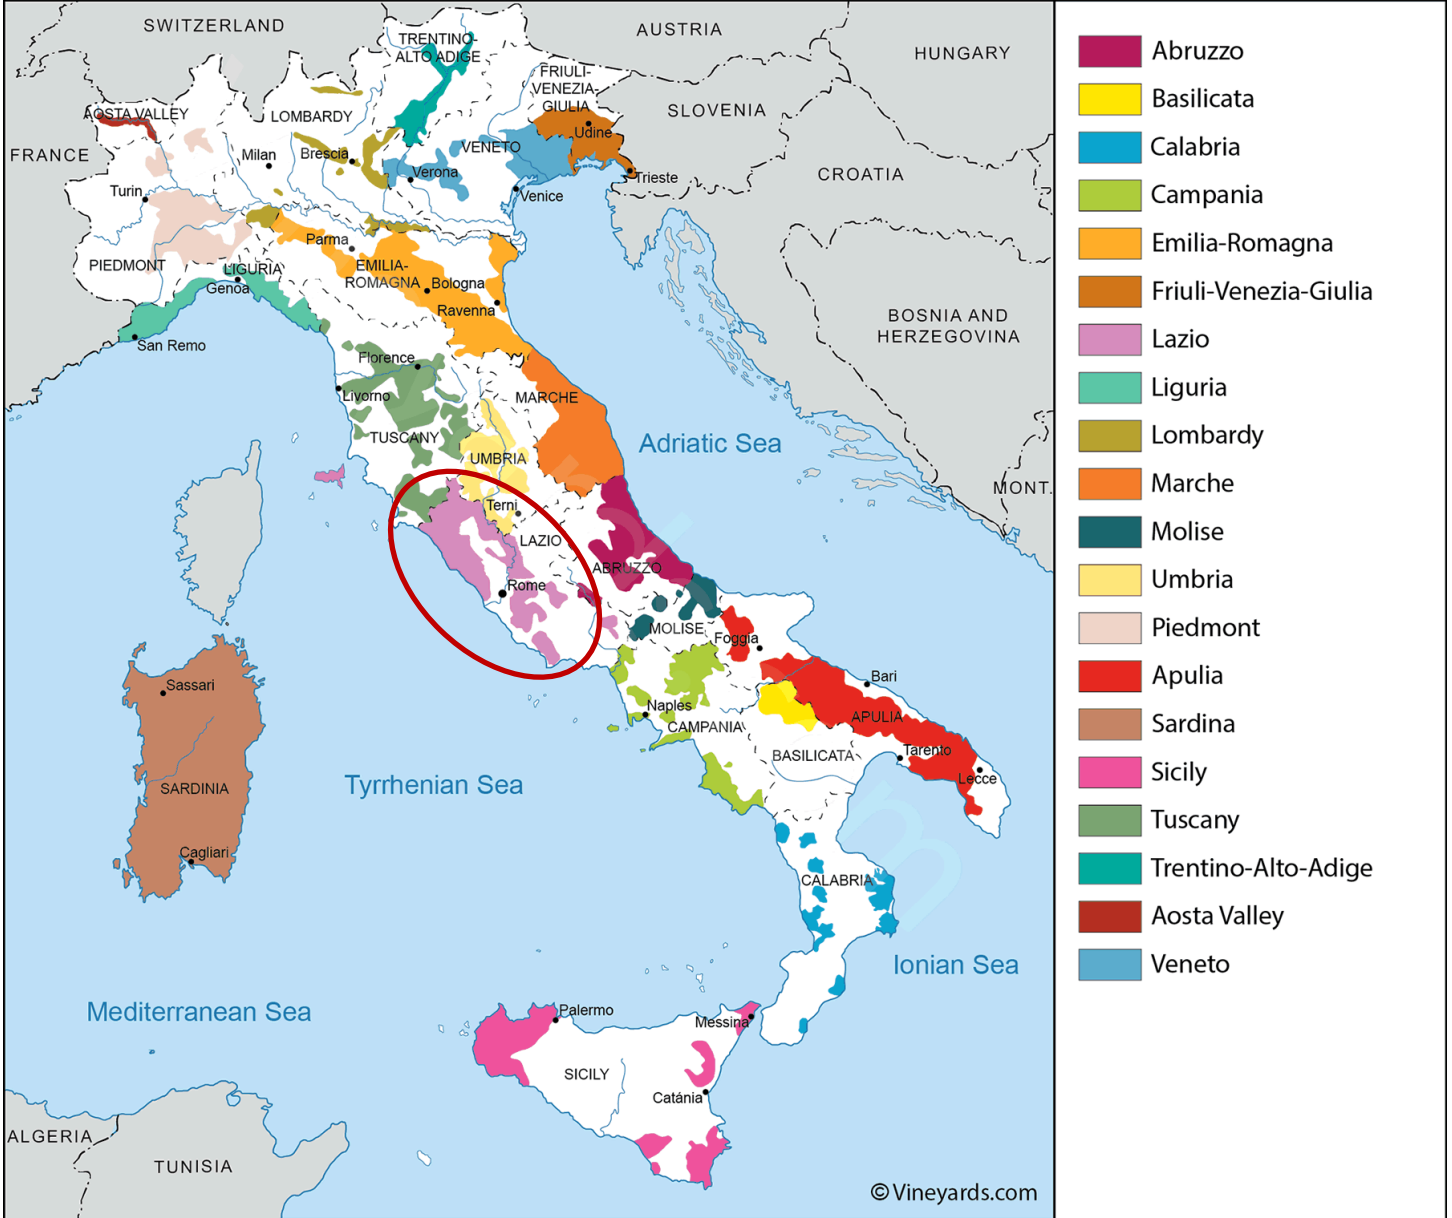 SWITZERLAND
AUSTRIA
HUNGARY
TRENTINO-
ALTO ADIGE
FRIULI-
VENEZIA-
GIULIA
SLOVENIA
AOSTA VALLEY
LOMBARDY
Udine
FRANCE
Milan
Brescia
VENETO
Verona
Trieste
CROATIA
Turin
Venice
Parma
PIEDMONT
LIGURIA
EMILIA-
ROMAGNA
Bologna
Genoa
Ravenna
BOSNIA AND
HERZEGOVINA
San Remo
Florence
Livorno
MARCHE
TUSCANY
Adriatic Sea
UMBRIA
MONT.
Terni
LAZIO
ABRUZZO
Rome
MOLISE
Foggia
Bari
Sassari
Naples
CAMPANIA
APULIA
BASILICATA
Tarento
Lecce
Tyrrhenian Sea
SARDINIA
Cagliari
CALABRIA
Ionian Sea
Mediterranean Sea
Palermo
Messina
SICILY
Catánia
ALGERIA
TUNISIA
©Vineyards.com
Abruzzo
Basilicata
Calabria
Campania
Emilia-Romagna
Friuli-Venezia-Giulia
Lazio
Liguria
Lombardy
Marche
Molise
Umbria
Piedmont
Apulia
Sardina
Sicily
Tuscany
Trentino-Alto-Adige
Aosta Valley
Veneto